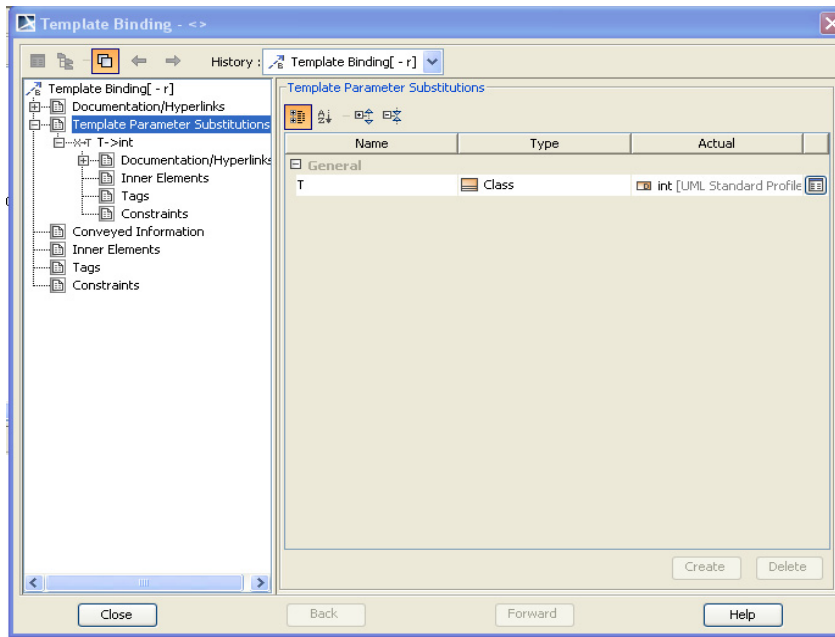 Template Binding - <>
History : Template Binding[ - r]
Template Binding[ - r]
Documentation/Hyperlinks
Template Parameter Substitutions
T->int
Documentation/Hyperlinks
Inner Elements
Tags
Constraints
Conveyed Information
Inner Elements
Tags
Constraints
Template Parameter Substitutions
Name Type Actual
General
T Class int [UML Standard Profile
Create Delete
Close Back Forward Help